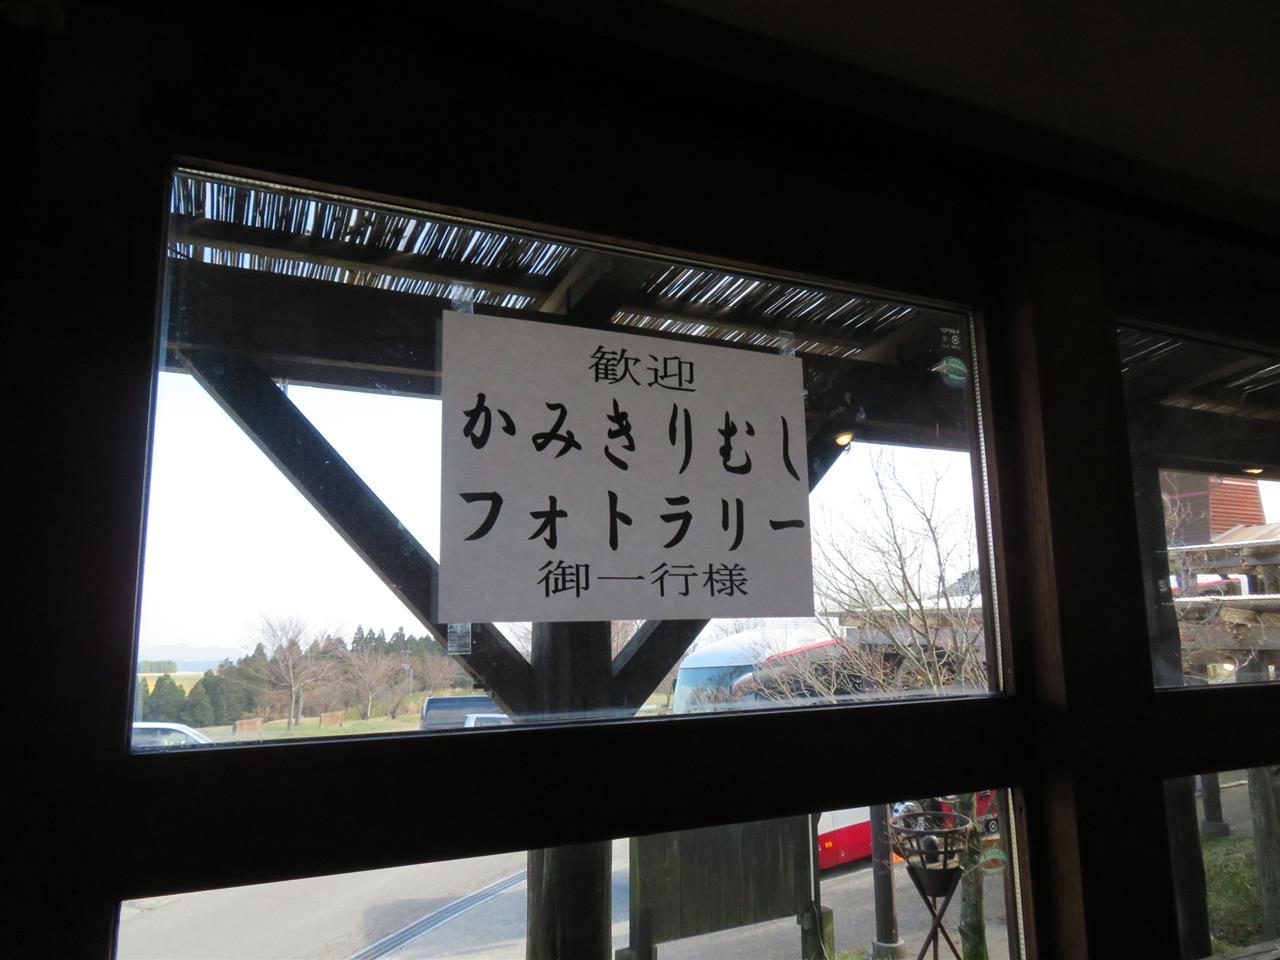 歓迎
かみきりむし
フォトラリー
御一行様